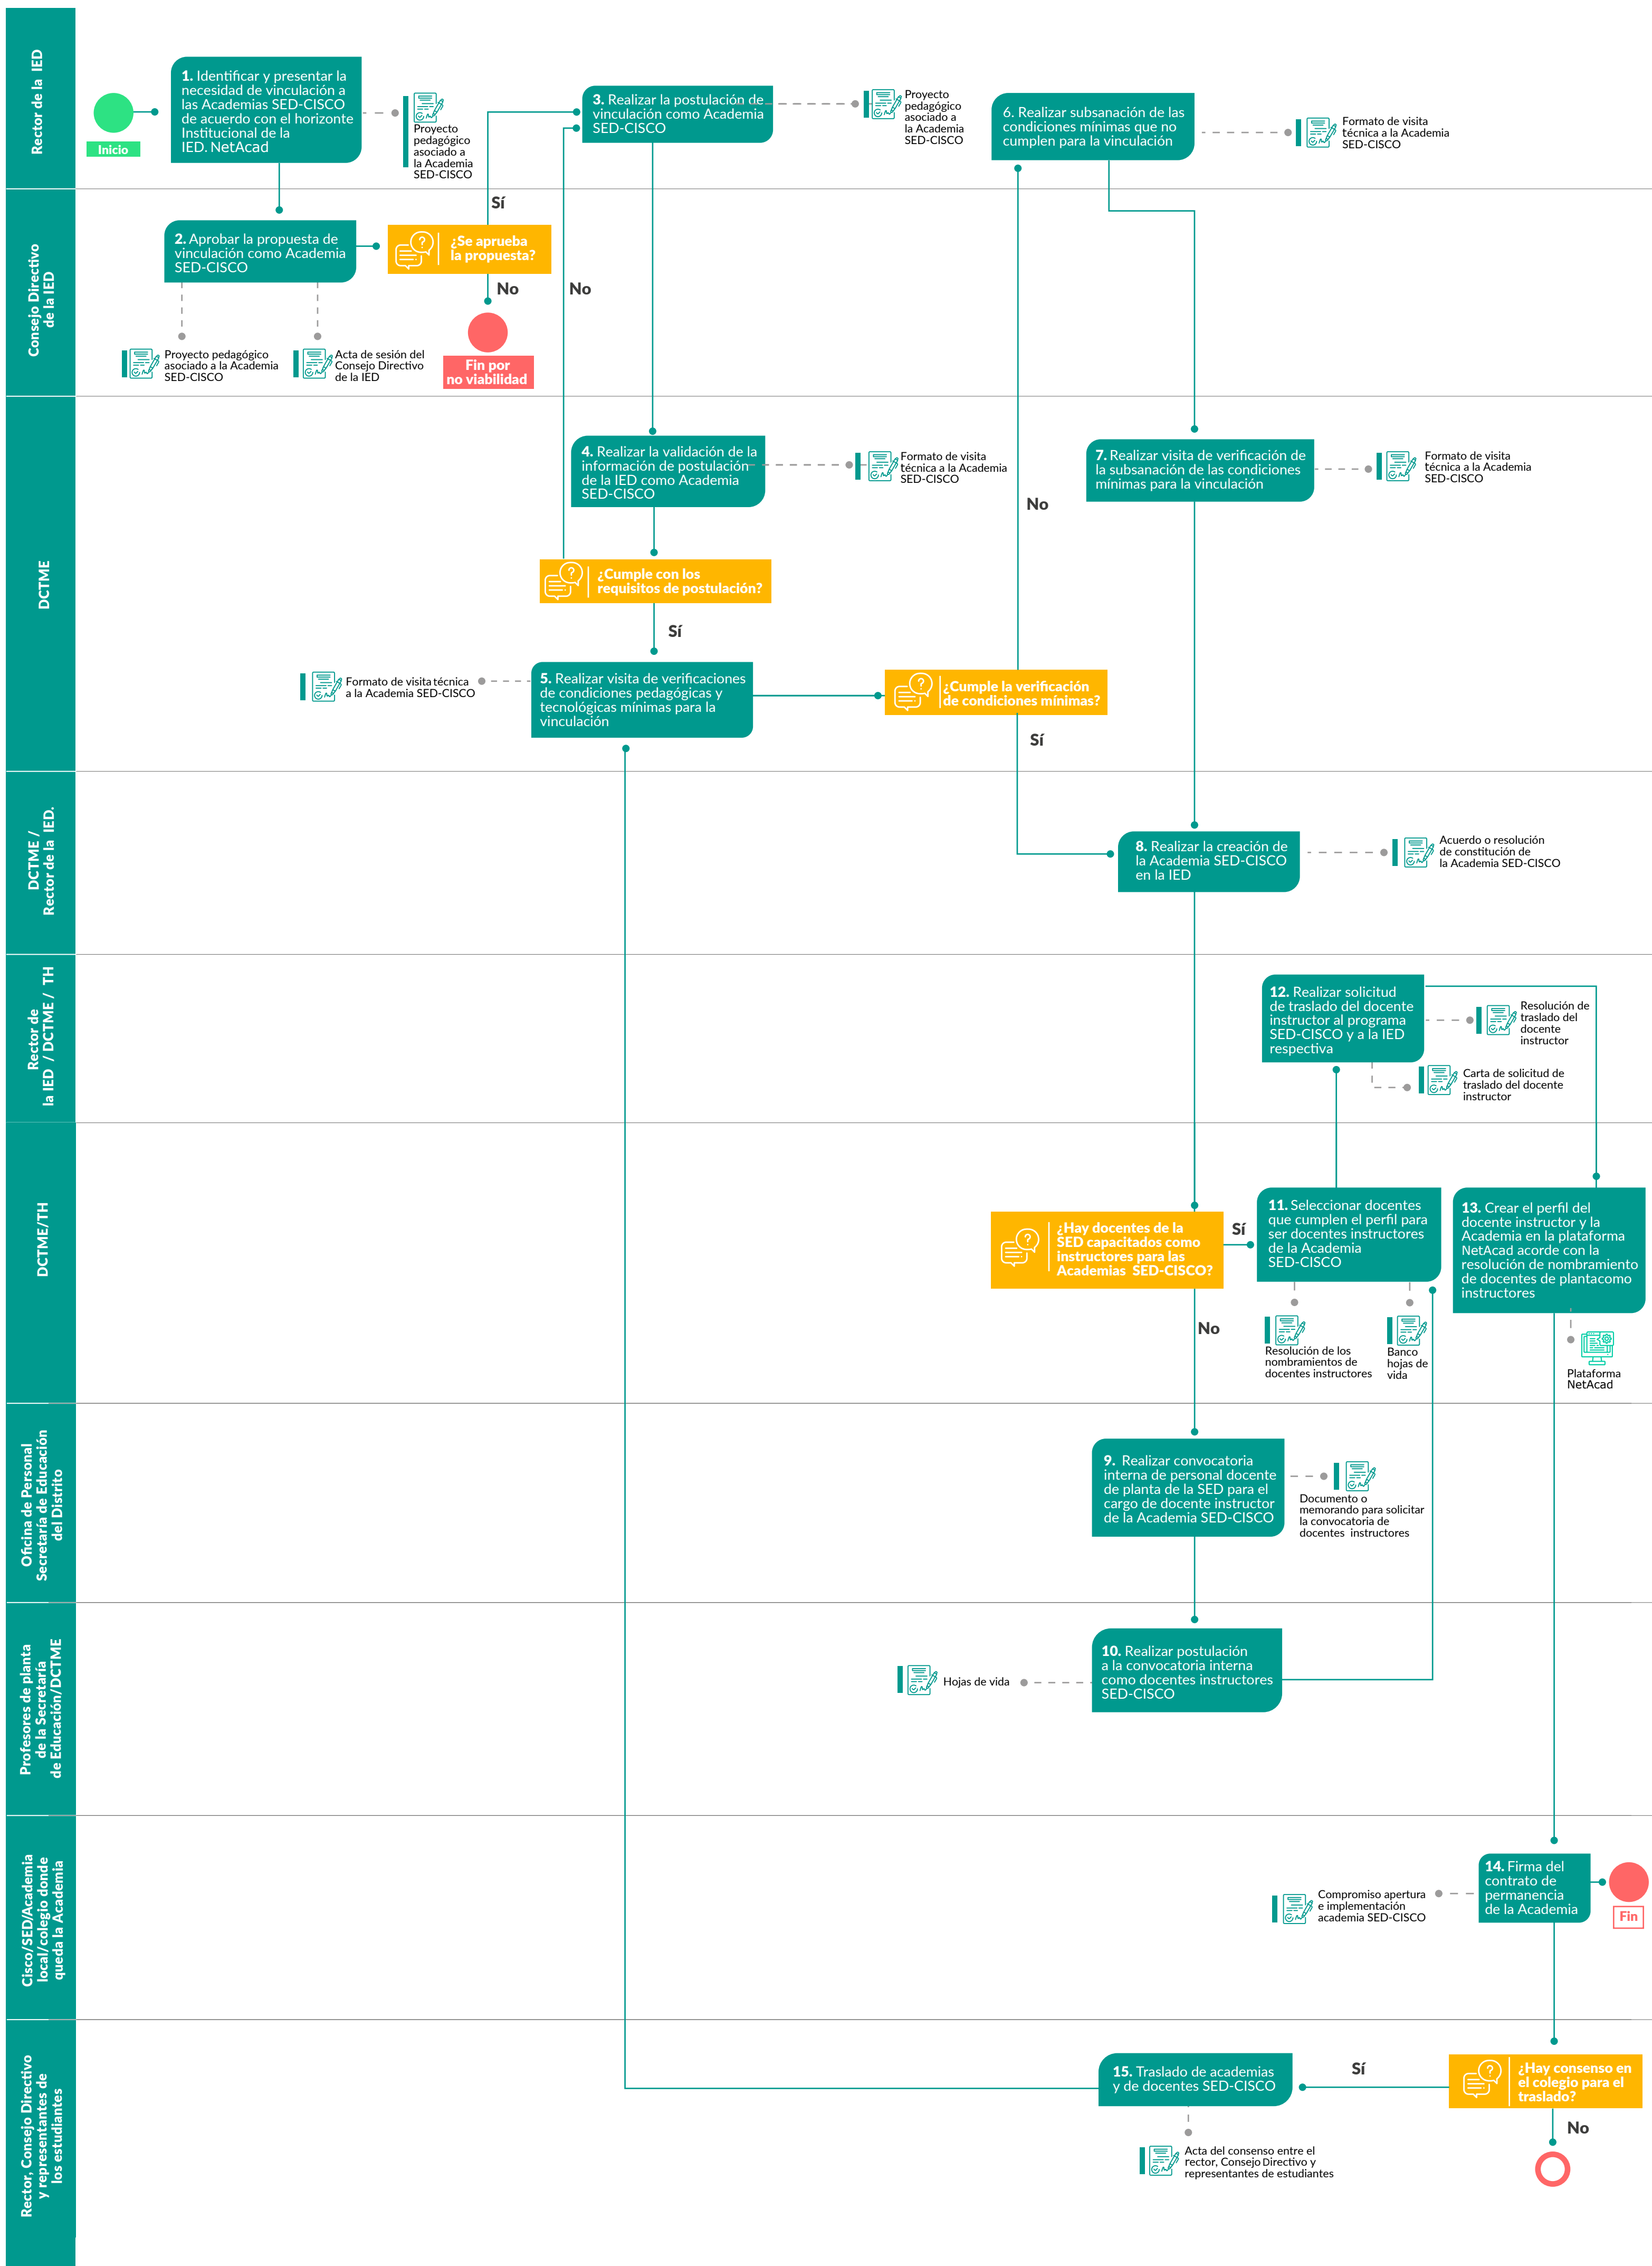 Rector de la IED
Inicio
1. Identificar y presentar la
necesidad de vinculación a
las Academias SED-CISCO
de acuerdo con el horizonte
Institucional de la
IED. NetAcad
Proyecto
pedagógico
asociado a
la Academia
SED-CISCO
3. Realizar la postulación de
vinculación como Academia
SED-CISCO
Proyecto
pedagógico
asociado a
la Academia
SED-CISCO
6. Realizar subsanación de las
condiciones mínimas que no
cumplen para la vinculación
Formato de visita
técnica a la Academia
SED-CISCO
Consejo Directivo
de la IED
2. Aprobar la propuesta de
vinculación como Academia
SED-CISCO
Sí
¿Se aprueba
la propuesta?
No
No
Proyecto pedagógico
asociado a la Academia
SED-CISCO
Acta de sesión del
Consejo Directivo
de la IED
Fin por
no viabilidad
DCTME
4. Realizar la validación de la
información de postulación
de la IED como Academia
SED-CISCO
Formato de visita
técnica a la Academia
SED-CISCO
No
7. Realizar visita de verificación de
la subsanación de las condiciones
mínimas para la vinculación
Formato de visita
técnica a la Academia
SED-CISCO
¿Cumple con los
requisitos de postulación?
Sí
Formato de visita técnica
a la Academia SED-CISCO
5. Realizar visita de verificaciones
de condiciones pedagógicas y
tecnológicas mínimas para la
vinculación
¿Cumple la verificación
de condiciones mínimas?
Sí
DCTME /
Rector de la IED.
8. Realizar la creación de
la Academia SED-CISCO
en la IED
Acuerdo o resolución
de constitución de
la Academia SED-CISCO
Rector de
la IED / DCTME / TH
12. Realizar solicitud
de traslado del docente
instructor al programa
SED-CISCO y a la IED
respectiva
Resolución de
traslado del
docente
instructor
Carta de solicitud de
traslado del docente
instructor
DCTME/TH
¿Hay docentes de la
SED capacitados como
instructores para las
Academias SED-CISCO?
Sí
No
11. Seleccionar docentes
que cumplen el perfil para
ser docentes instructores
de la Academia
SED-CISCO
Resolución de los
nombramientos de
docentes instructores
Banco
hojas de
vida
13. Crear el perfil del
docente instructor y la
Academia en la plataforma
NetAcad acorde con la
resolución de nombramiento
de docentes de plantacomo
instructores
Plataforma
NetAcad
Oficina de Personal
Secretaría de Educación
del Distrito
9. Realizar convocatoria
interna de personal docente
de planta de la SED para el
cargo de docente instructor
de la Academia SED-CISCO
Documento o
memorando para solicitar
la convocatoria de
docentes instructores
Profesores de planta
de la Secretaría
de Educación/DCTME
Hojas de vida
10. Realizar postulación
a la convocatoria interna
como docentes instructores
SED-CISCO
Cisco/SED/Academia
local/colegio donde
queda la Academia
Compromiso apertura
e implementación
academia SED-CISCO
14. Firma del
contrato de
permanencia
de la Academia
Fin
Rector, Consejo Directivo
y representantes de
los estudiantes
15. Traslado de academias
y de docentes SED-CISCO
Sí
¿Hay consenso en
el colegio para el
traslado?
No
Acta del consenso entre el
rector, Consejo Directivo y
representantes de estudiantes